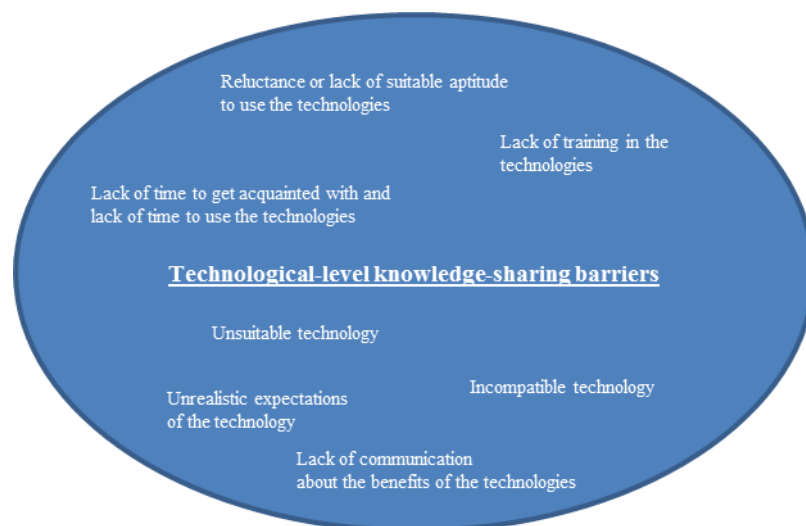 Reluctance or lack of suitable aptitude
to use the technologies
Lack of training in the
technologies
Lack of time to get acquainted with and
lack of time to use the technologies
Technological-level knowledge-sharing barriers
Unsuitable technology
Incompatible technology
Unrealistic expectations
of the technology
Lack of communication
about the benefits of the technologies